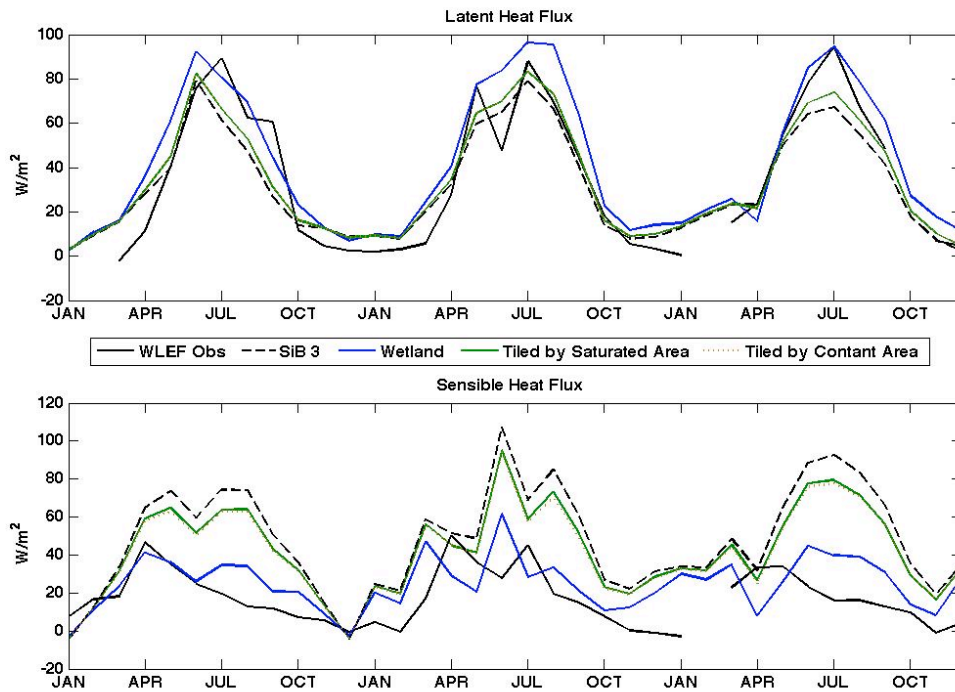 Latent Heat Flux
100
80
60
40
20
0
-20
W/m²
JAN APR JUL OCT JAN APR JUL OCT JAN APR JUL OCT
WLEF Obs SiB 3 Wetland Tiled by Saturated Area Tiled by Contant Area
Sensible Heat Flux
120
100
80
60
40
20
0
-20
W/m²
JAN APR JUL OCT JAN APR JUL OCT JAN APR JUL OCT